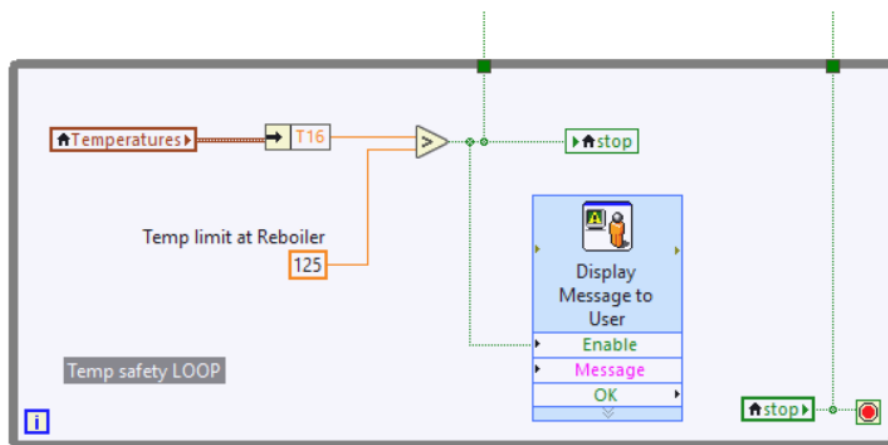 Temperatures
T16
>
stop
Temp limit at Reboiler
125
A
Display
Message to
User
Enable
Message
OK
Temp safety LOOP
stop
i